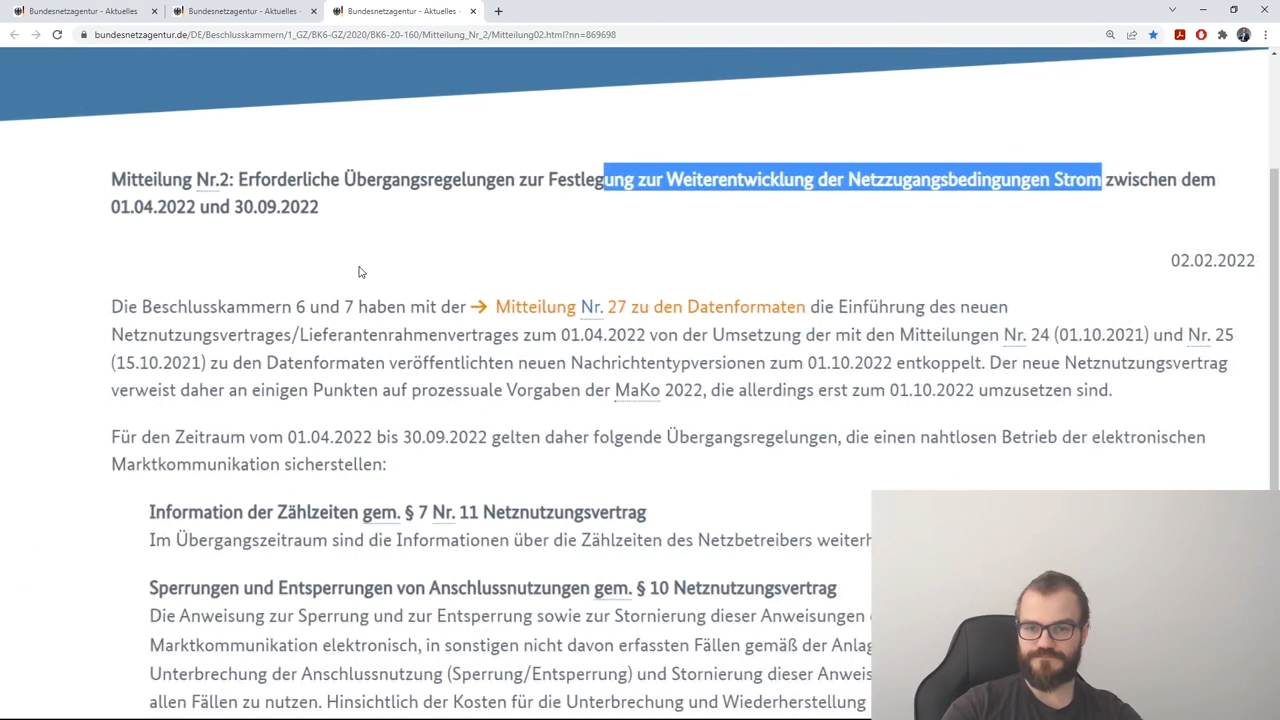 Bundesnetzagentur - Aktuelles
Bundesnetzagentur - Aktuelles -
Bundesnetzagentur - Aktuelles -
bundesnetzagentur.de/DE/Beschlusskammern/1_GZ/BK6-GZ/2020/BK6-20-160/Mitteilung_Nr_2/Mitteilung02.html?nn=869698
Mitteilung Nr.2: Erforderliche Übergangsregelungen zur Festlegung zur Weiterentwicklung der Netzzugangsbedingungen Strom zwischen dem
01.04.2022 und 30.09.2022
02.02.2022
Die Beschlusskammern 6 und 7 haben mit der → Mitteilung Nr. 27 zu den Datenformaten die Einführung des neuen
Netznutzungsvertrages/Lieferantenrahmenvertrages zum 01.04.2022 von der Umsetzung der mit den Mitteilungen Nr. 24 (01.10.2021) und Nr. 25
(15.10.2021) zu den Datenformaten veröffentlichten neuen Nachrichtentypversionen zum 01.10.2022 entkoppelt. Der neue Netznutzungsvertrag
verweist daher an einigen Punkten auf prozessuale Vorgaben der MaKo 2022, die allerdings erst zum 01.10.2022 umzusetzen sind.
Für den Zeitraum vom 01.04.2022 bis 30.09.2022 gelten daher folgende Übergangsregelungen, die einen nahtlosen Betrieb der elektronischen
Marktkommunikation sicherstellen:
Information der Zählzeiten gem. § 7 Nr. 11 Netznutzungsvertrag
Im Übergangszeitraum sind die Informationen über die Zählzeiten des Netzbetreibers weiterh
Sperrungen und Entsperrungen von Anschlussnutzungen gem. § 10 Netznutzungsvertrag
Die Anweisung zur Sperrung und zur Entsperrung sowie zur Stornierung dieser Anweisungen
Marktkommunikation elektronisch, in sonstigen nicht davon erfassten Fällen gemäß der Anlag
Unterbrechung der Anschlussnutzung (Sperrung/Entsperrung) und Stornierung dieser Anweis
allen Fällen zu nutzen. Hinsichtlich der Kosten für die Unterbrechung und Wiederherstellung